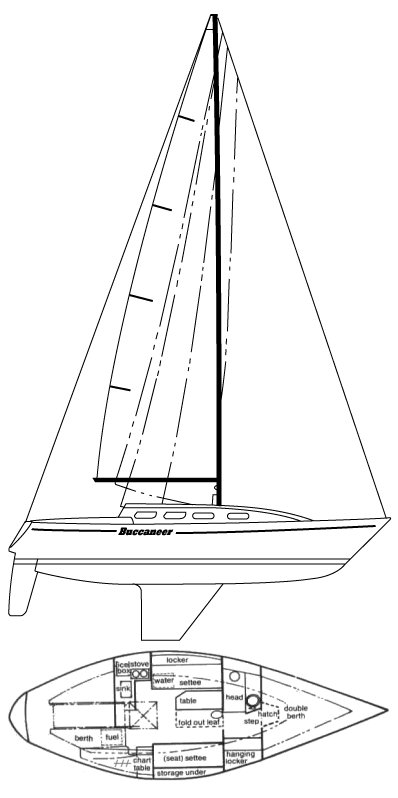 Buccaneer
ice box
stove
locker
water
settee
sink
table
head
double berth
hatch
step
fold out leaf
berth
fuel
chart table
(seat) settee
hanging locker
storage under